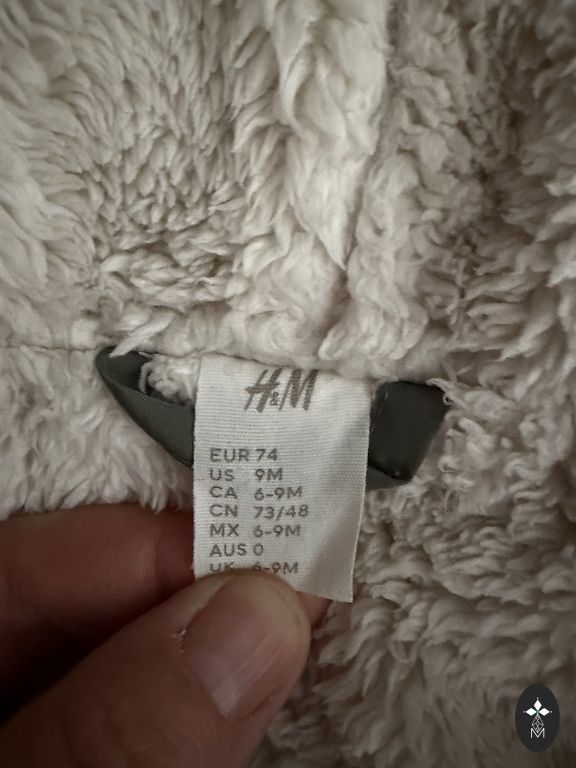 H&M
EUR 74
US 9M
CA 6-9M
CN 73/48
MX 6-9M
AUS 0
UK 6-9M
M